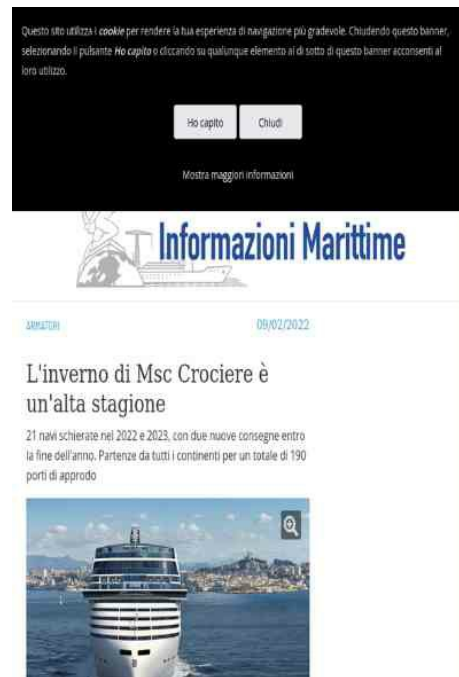 Questo sito utilizza i cookie per rendere la tua esperienza di navigazione più gradevole. Chiudendo questo banner,
selezionando il pulsante Ho capito o cliccando su qualunque elemento al di sotto di questo banner acconsenti al
loro utilizzo.
Ho capito
Chiudi
Mostra maggiori informazioni
Informazioni Marittime
ARMATORI
09/02/2022
L'inverno di Msc Crociere è
un'alta stagione
21 navi schierate nel 2022 e 2023, con due nuove consegne entro
la fine dell'anno. Partenze da tutti i continenti per un totale di 190
porti di approdo